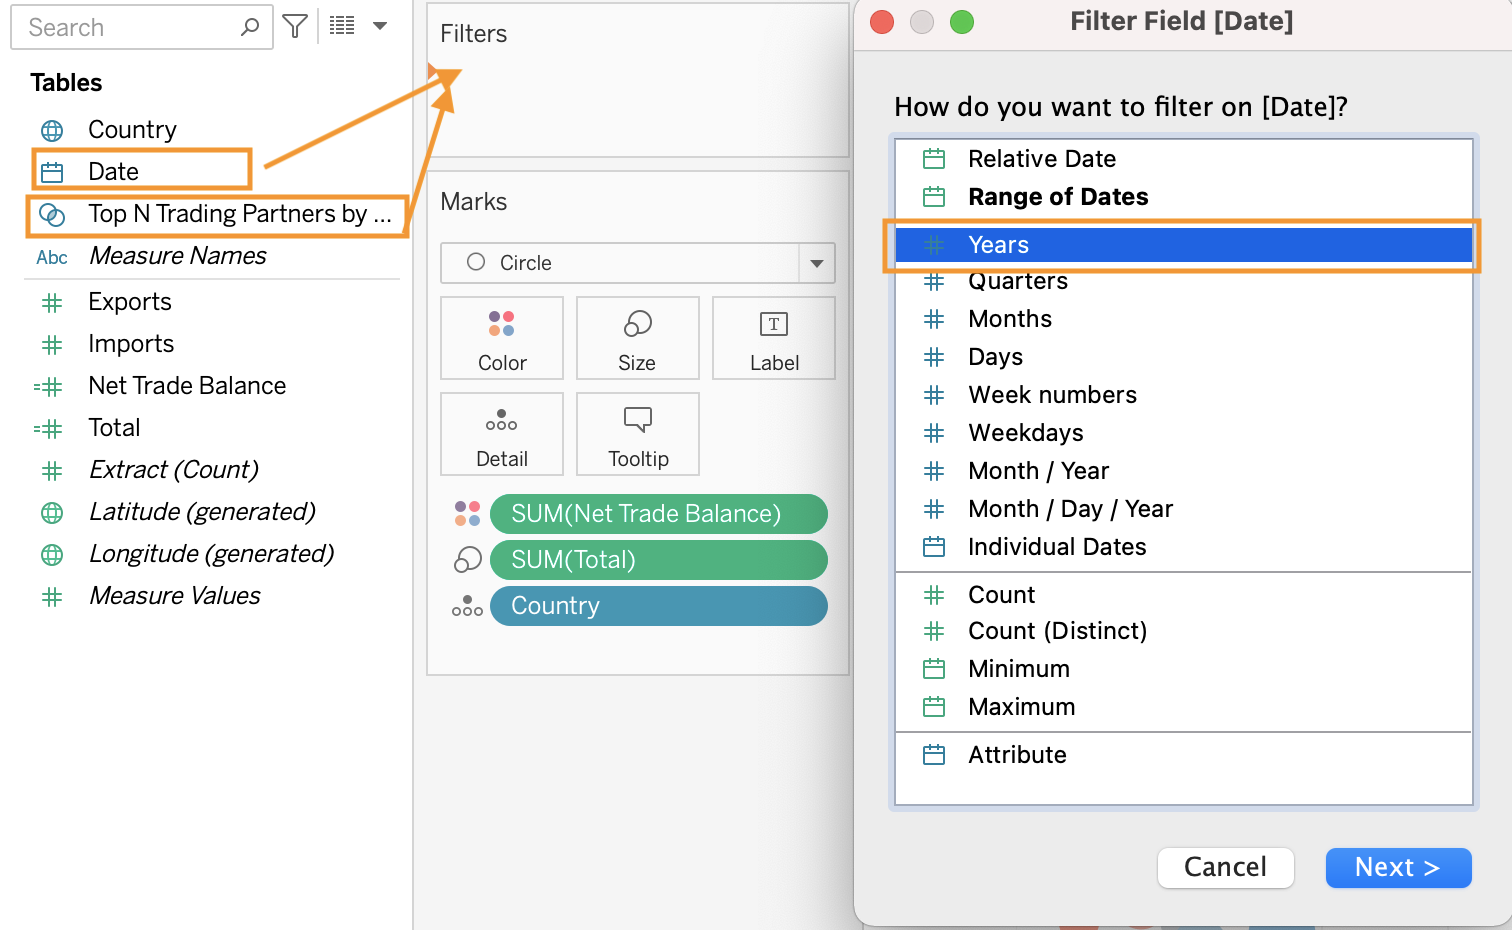 Search
Tables
Country
Date
Top N Trading Partners by ...
Abc Measure Names
Exports
Imports
Net Trade Balance
Total
Extract (Count)
Latitude (generated)
Longitude (generated)
Measure Values
Filters
Marks
Circle
Color
Size
T
Label
Detail
Tooltip
SUM(Net Trade Balance)
SUM(Total)
Country
Filter Field [Date]
How do you want to filter on [Date]?
Relative Date
Range of Dates
Years
Quarters
Months
Days
Week numbers
Weekdays
Month / Year
Month / Day / Year
Individual Dates
Count
Count (Distinct)
Minimum
Maximum
Attribute
Cancel
Next >